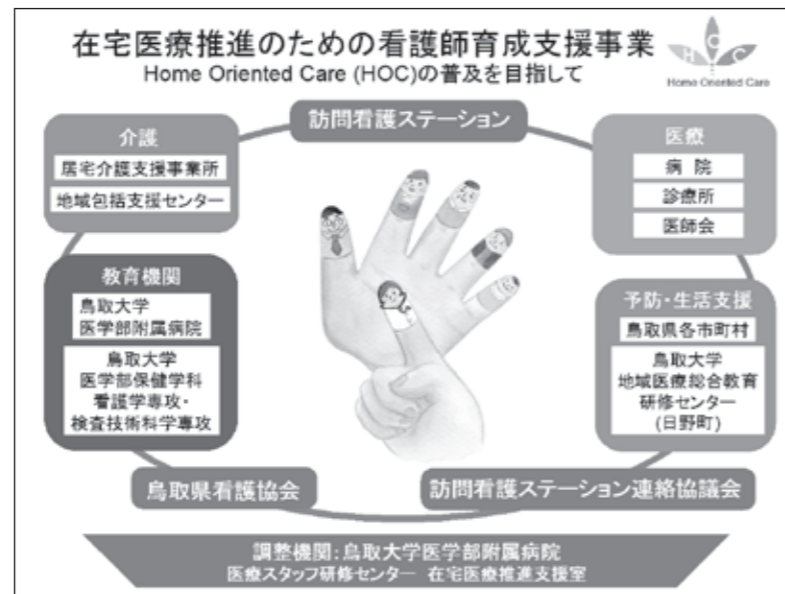 在宅医療推進のための看護師育成支援事業
Home Oriented Care (HOC)の普及を目指して
H O C
Home Oriented Care
訪問看護ステーション
介護
居宅介護支援事業所
地域包括支援センター
医療
病院
診療所
医師会
教育機関
鳥取大学
医学部附属病院
鳥取大学
医学部保健学科
看護学専攻・
検査技術科学専攻
予防・生活支援
鳥取県各市町村
鳥取大学
地域医療総合教育
研修センター
(日野町)
鳥取県看護協会
訪問看護ステーション連絡協議会
調整機関:鳥取大学医学部附属病院
医療スタッフ研修センター 在宅医療推進支援室